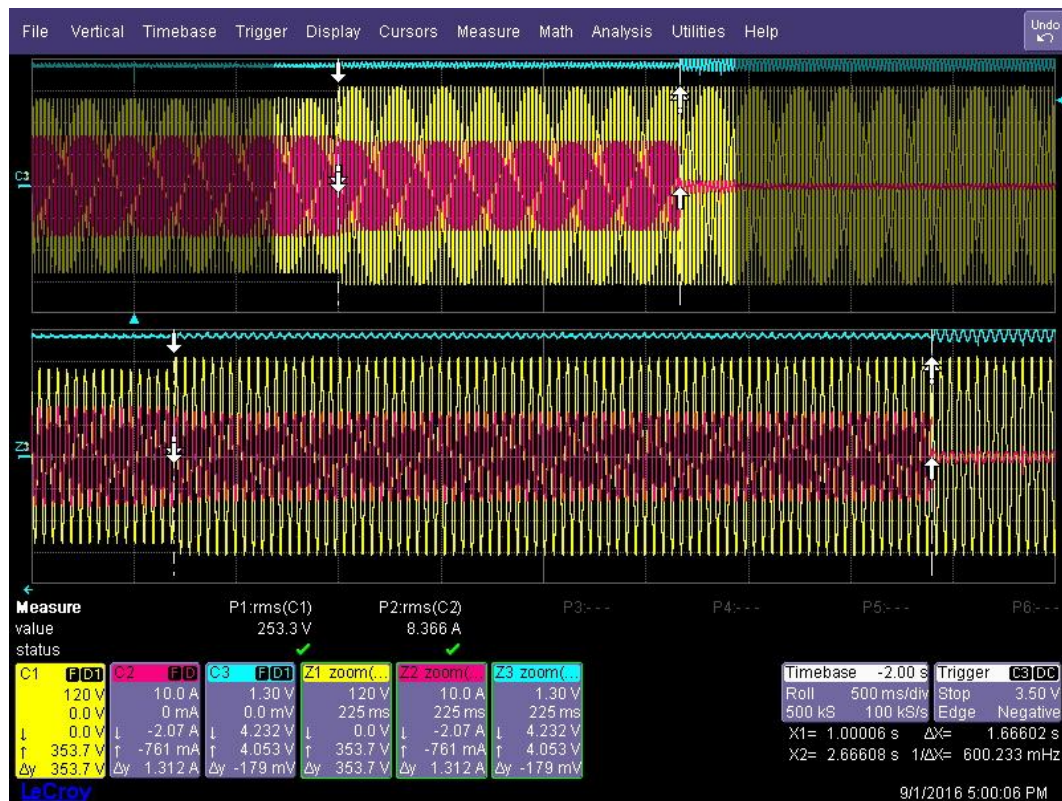 File Vertical Timebase Trigger Display Cursors Measure Math Analysis Utilities Help Undo
C3
Z3
Measure P1:rms(C1) P2:rms(C2) P3:--- P4:--- P5:--- P6:---
value 253.3 V 8.366 A
status
C1 F D1 C2 F D C3 F D1 Z1 zoom(... Z2 zoom(... Z3 zoom(... Timebase -2.00 s Trigger C3 DC
120 V 10.0 A 1.30 V 120 V 10.0 A 1.30 V Roll 500 ms/div Stop 3.50 V
0.0 V 0 mA 0.0 mV 225 ms 225 ms 225 ms 500 kS 100 kS/s Edge Negative
↓ 0.0 V ↓ -2.07 A ↓ 4.232 V ↓ 0.0 V ↓ -2.07 A ↓ 4.232 V X1= 1.00006 s ΔX= 1.66602 s
↑ 353.7 V ↑ -761 mA ↑ 4.053 V ↑ 353.7 V ↑ -761 mA ↑ 4.053 V X2= 2.66608 s 1/ΔX= 600.233 mHz
Δy 353.7 V Δy 1.312 A Δy -179 mV Δy 353.7 V Δy 1.312 A Δy -179 mV
LeCroy 9/1/2016 5:00:06 PM